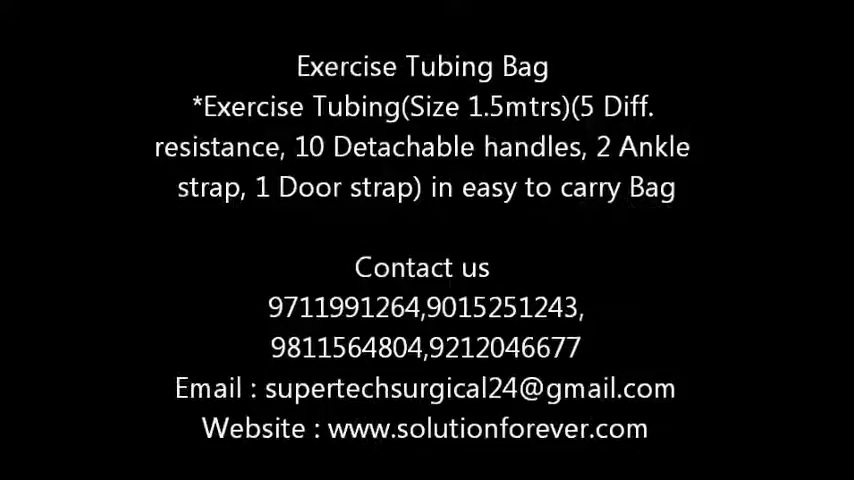 Exercise Tubing Bag
*Exercise Tubing(Size 1.5mtrs)(5 Diff.
resistance, 10 Detachable handles, 2 Ankle
strap, 1 Door strap) in easy to carry Bag
Contact us
9711991264,9015251243,
9811564804,9212046677
Email : supertechsurgical24@gmail.com
Website : www.solutionforever.com